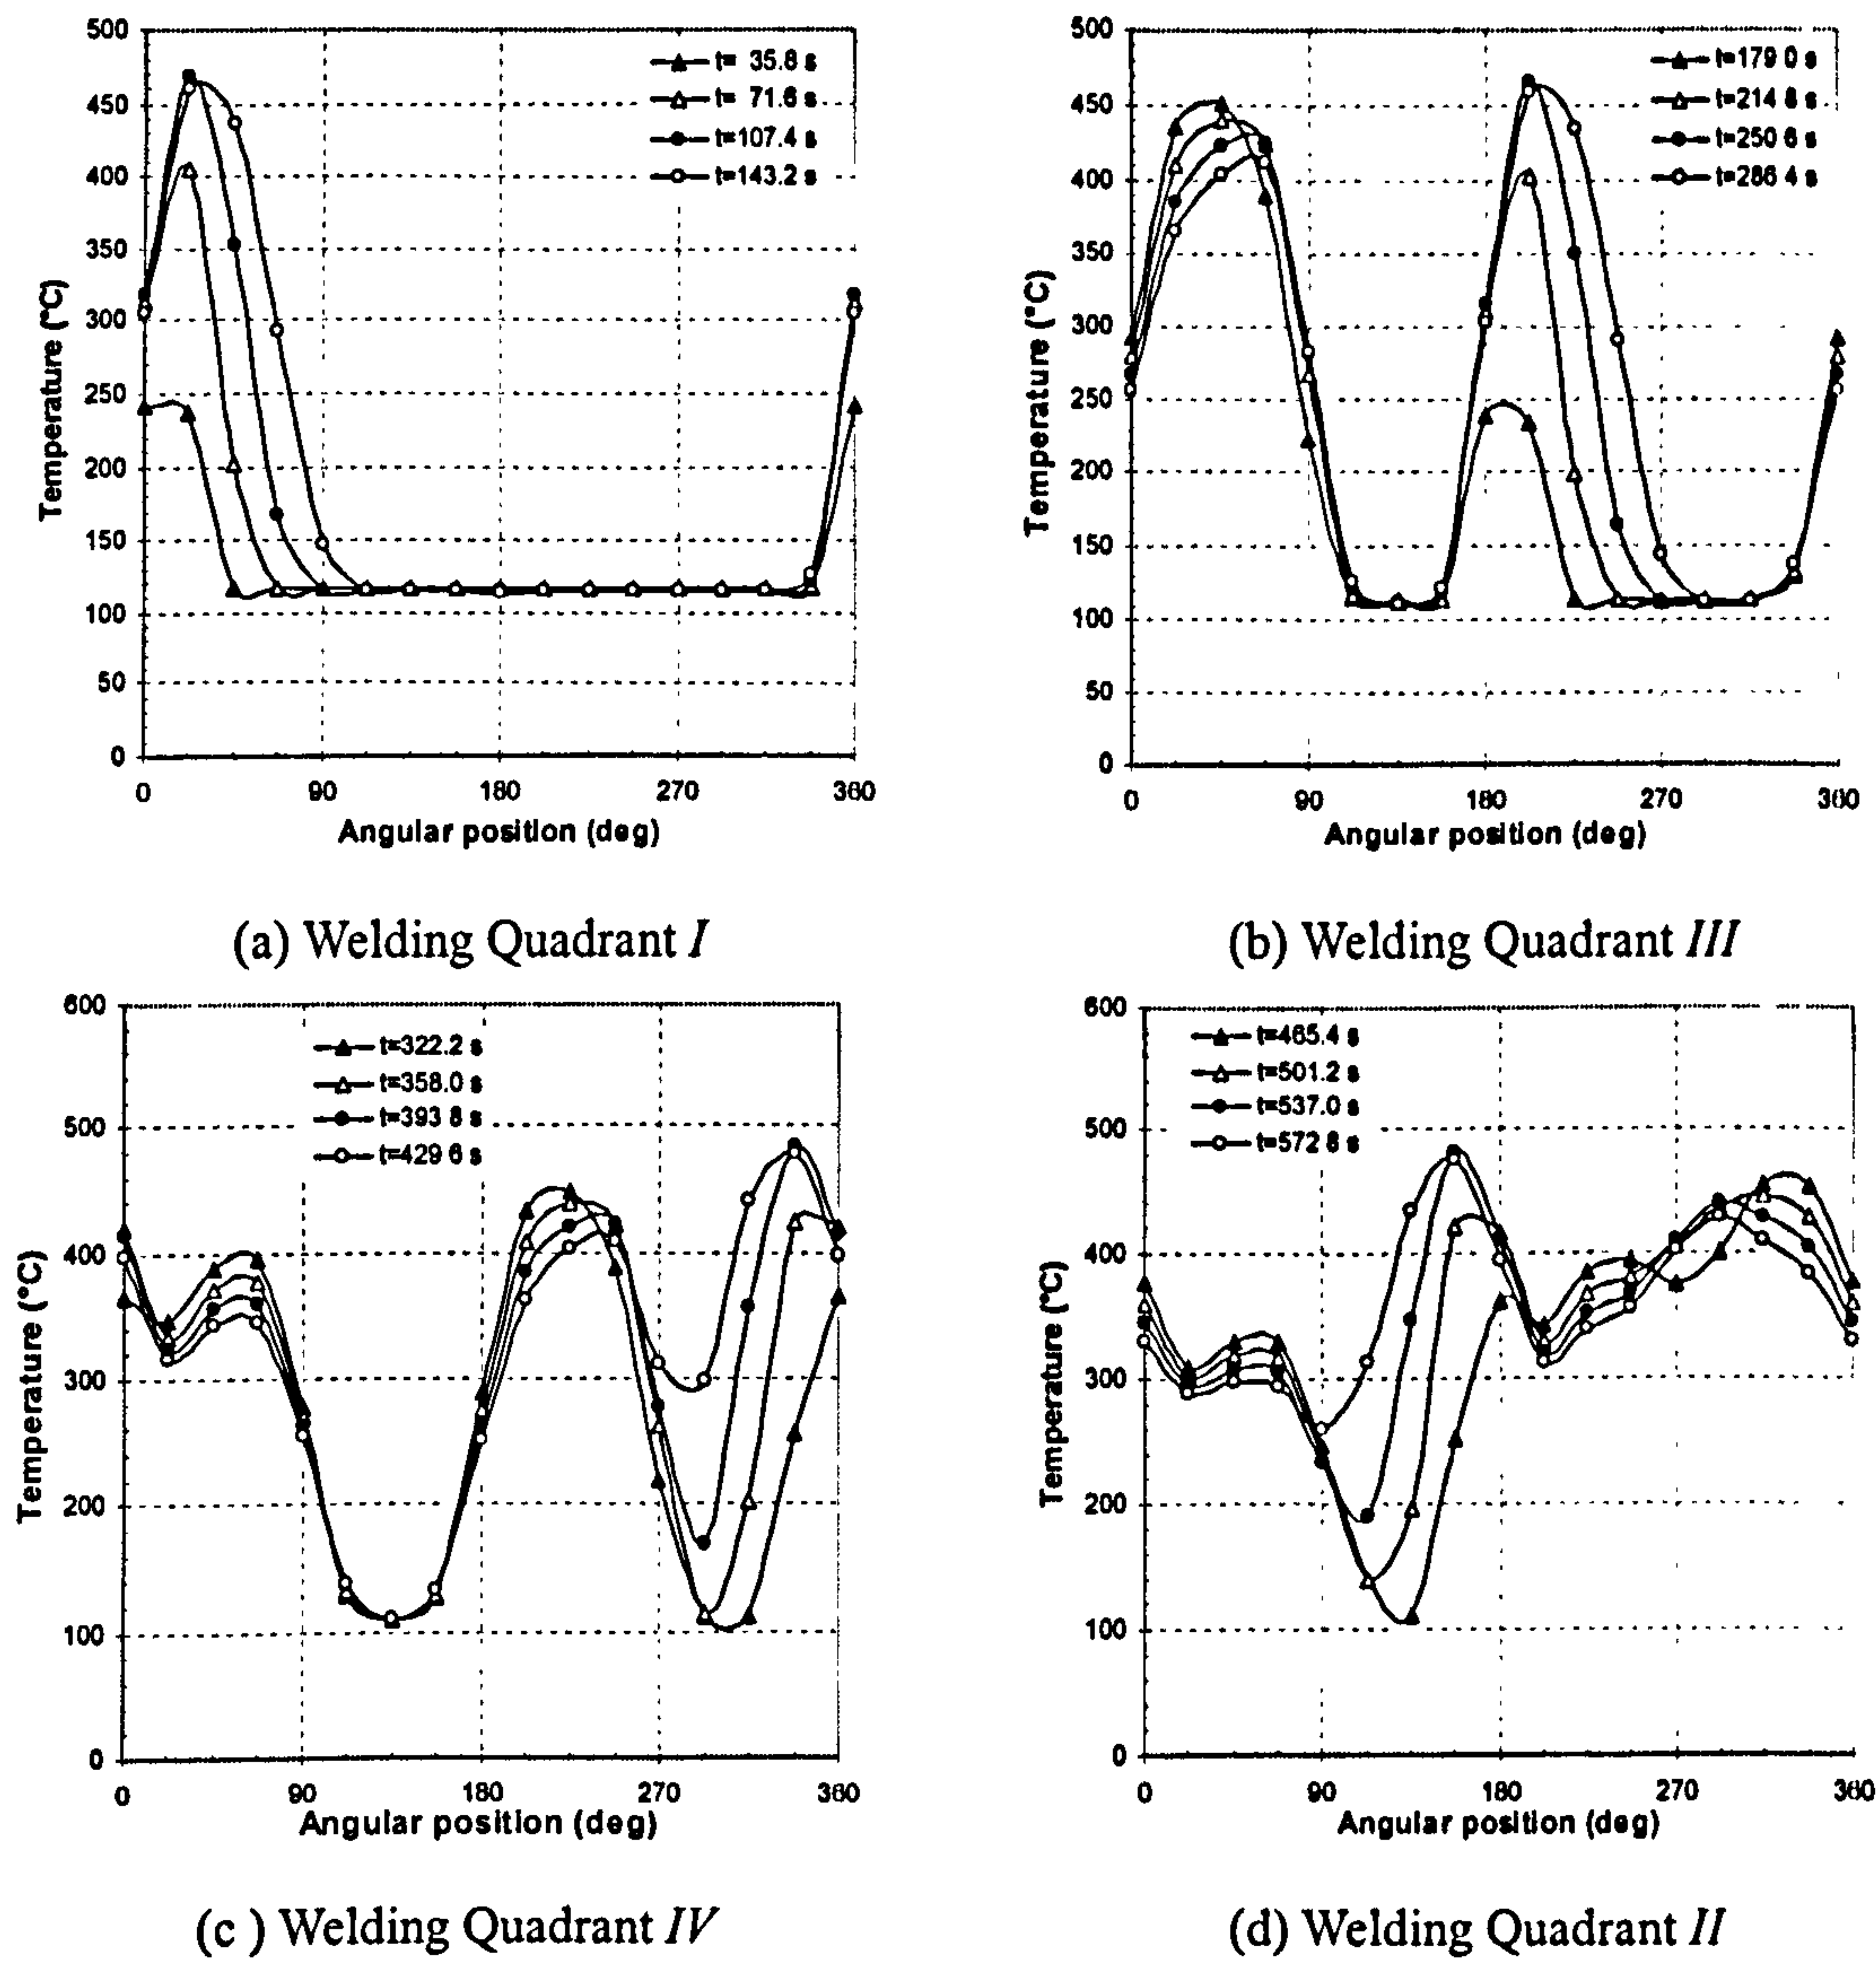 500
450
400
350
300
250
200
150
100
50
0
Temperature (°C)
t= 35.8 s
t= 71.6 s
t=107.4 s
t=143.2 s
0 90 180 270 360
Angular position (deg)
(a) Welding Quadrant I
500
450
400
350
300
250
200
150
100
50
0
Temperature (°C)
t=179 0 s
t=214 8 s
t=250 6 s
t=286 4 s
0 90 180 270 360
Angular position (deg)
(b) Welding Quadrant III
600
500
400
300
200
100
0
Temperature (°C)
t=322.2 s
t=358.0 s
t=393 8 s
t=429 6 s
0 90 180 270 360
Angular position (deg)
(c ) Welding Quadrant IV
600
500
400
300
200
100
0
Temperature (°C)
t=465.4 s
t=501.2 s
t=537.0 s
t=572 8 s
0 90 180 270 360
Angular position (deg)
(d) Welding Quadrant II